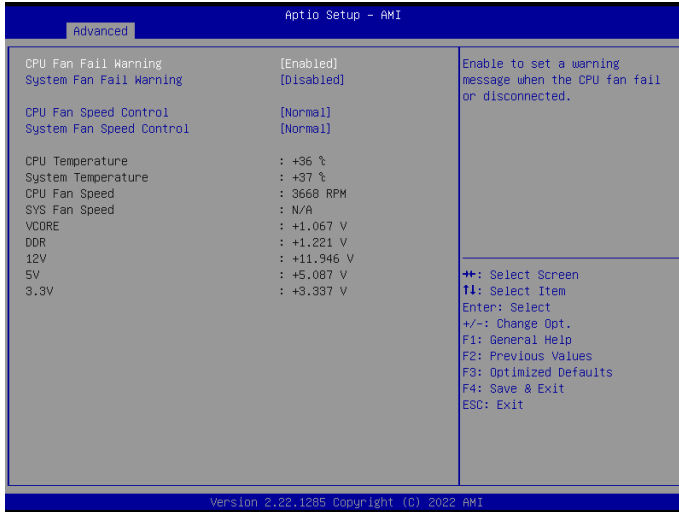 Aptio Setup - AMI
Advanced
CPU Fan Fail Warning [Enabled]
System Fan Fail Warning [Disabled]
CPU Fan Speed Control [Normal]
System Fan Speed Control [Normal]
CPU Temperature : +36 ℃
System Temperature : +37 ℃
CPU Fan Speed : 3668 RPM
SYS Fan Speed : N/A
VCORE : +1.067 V
DDR : +1.221 V
12V : +11.946 V
5V : +5.087 V
3.3V : +3.337 V
Enable to set a warning
message when the CPU fan fail
or disconnected.
→←: Select Screen
↑↓: Select Item
Enter: Select
+/-: Change Opt.
F1: General Help
F2: Previous Values
F3: Optimized Defaults
F4: Save & Exit
ESC: Exit
Version 2.22.1285 Copyright (C) 2022 AMI